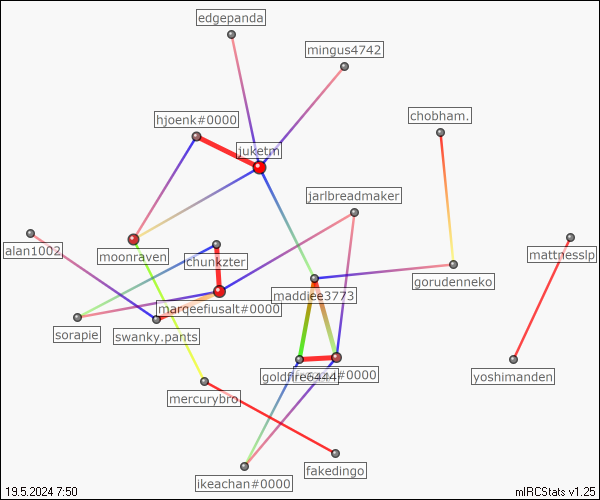 edgepanda
mingus4742
chobham.
hjoenk#0000
juketm
jarlbreadmaker
alan1002
moonraven
chunkzter
mattnesslp
gorudenneko
maddiee3773
marqeefiusalt#0000
sorapie
swanky.pants
goldfire6444
#0000
yoshimanden
mercurybro
fakedingo
ikeachan#0000
19.5.2024 7:50
mIRCStats v1.25